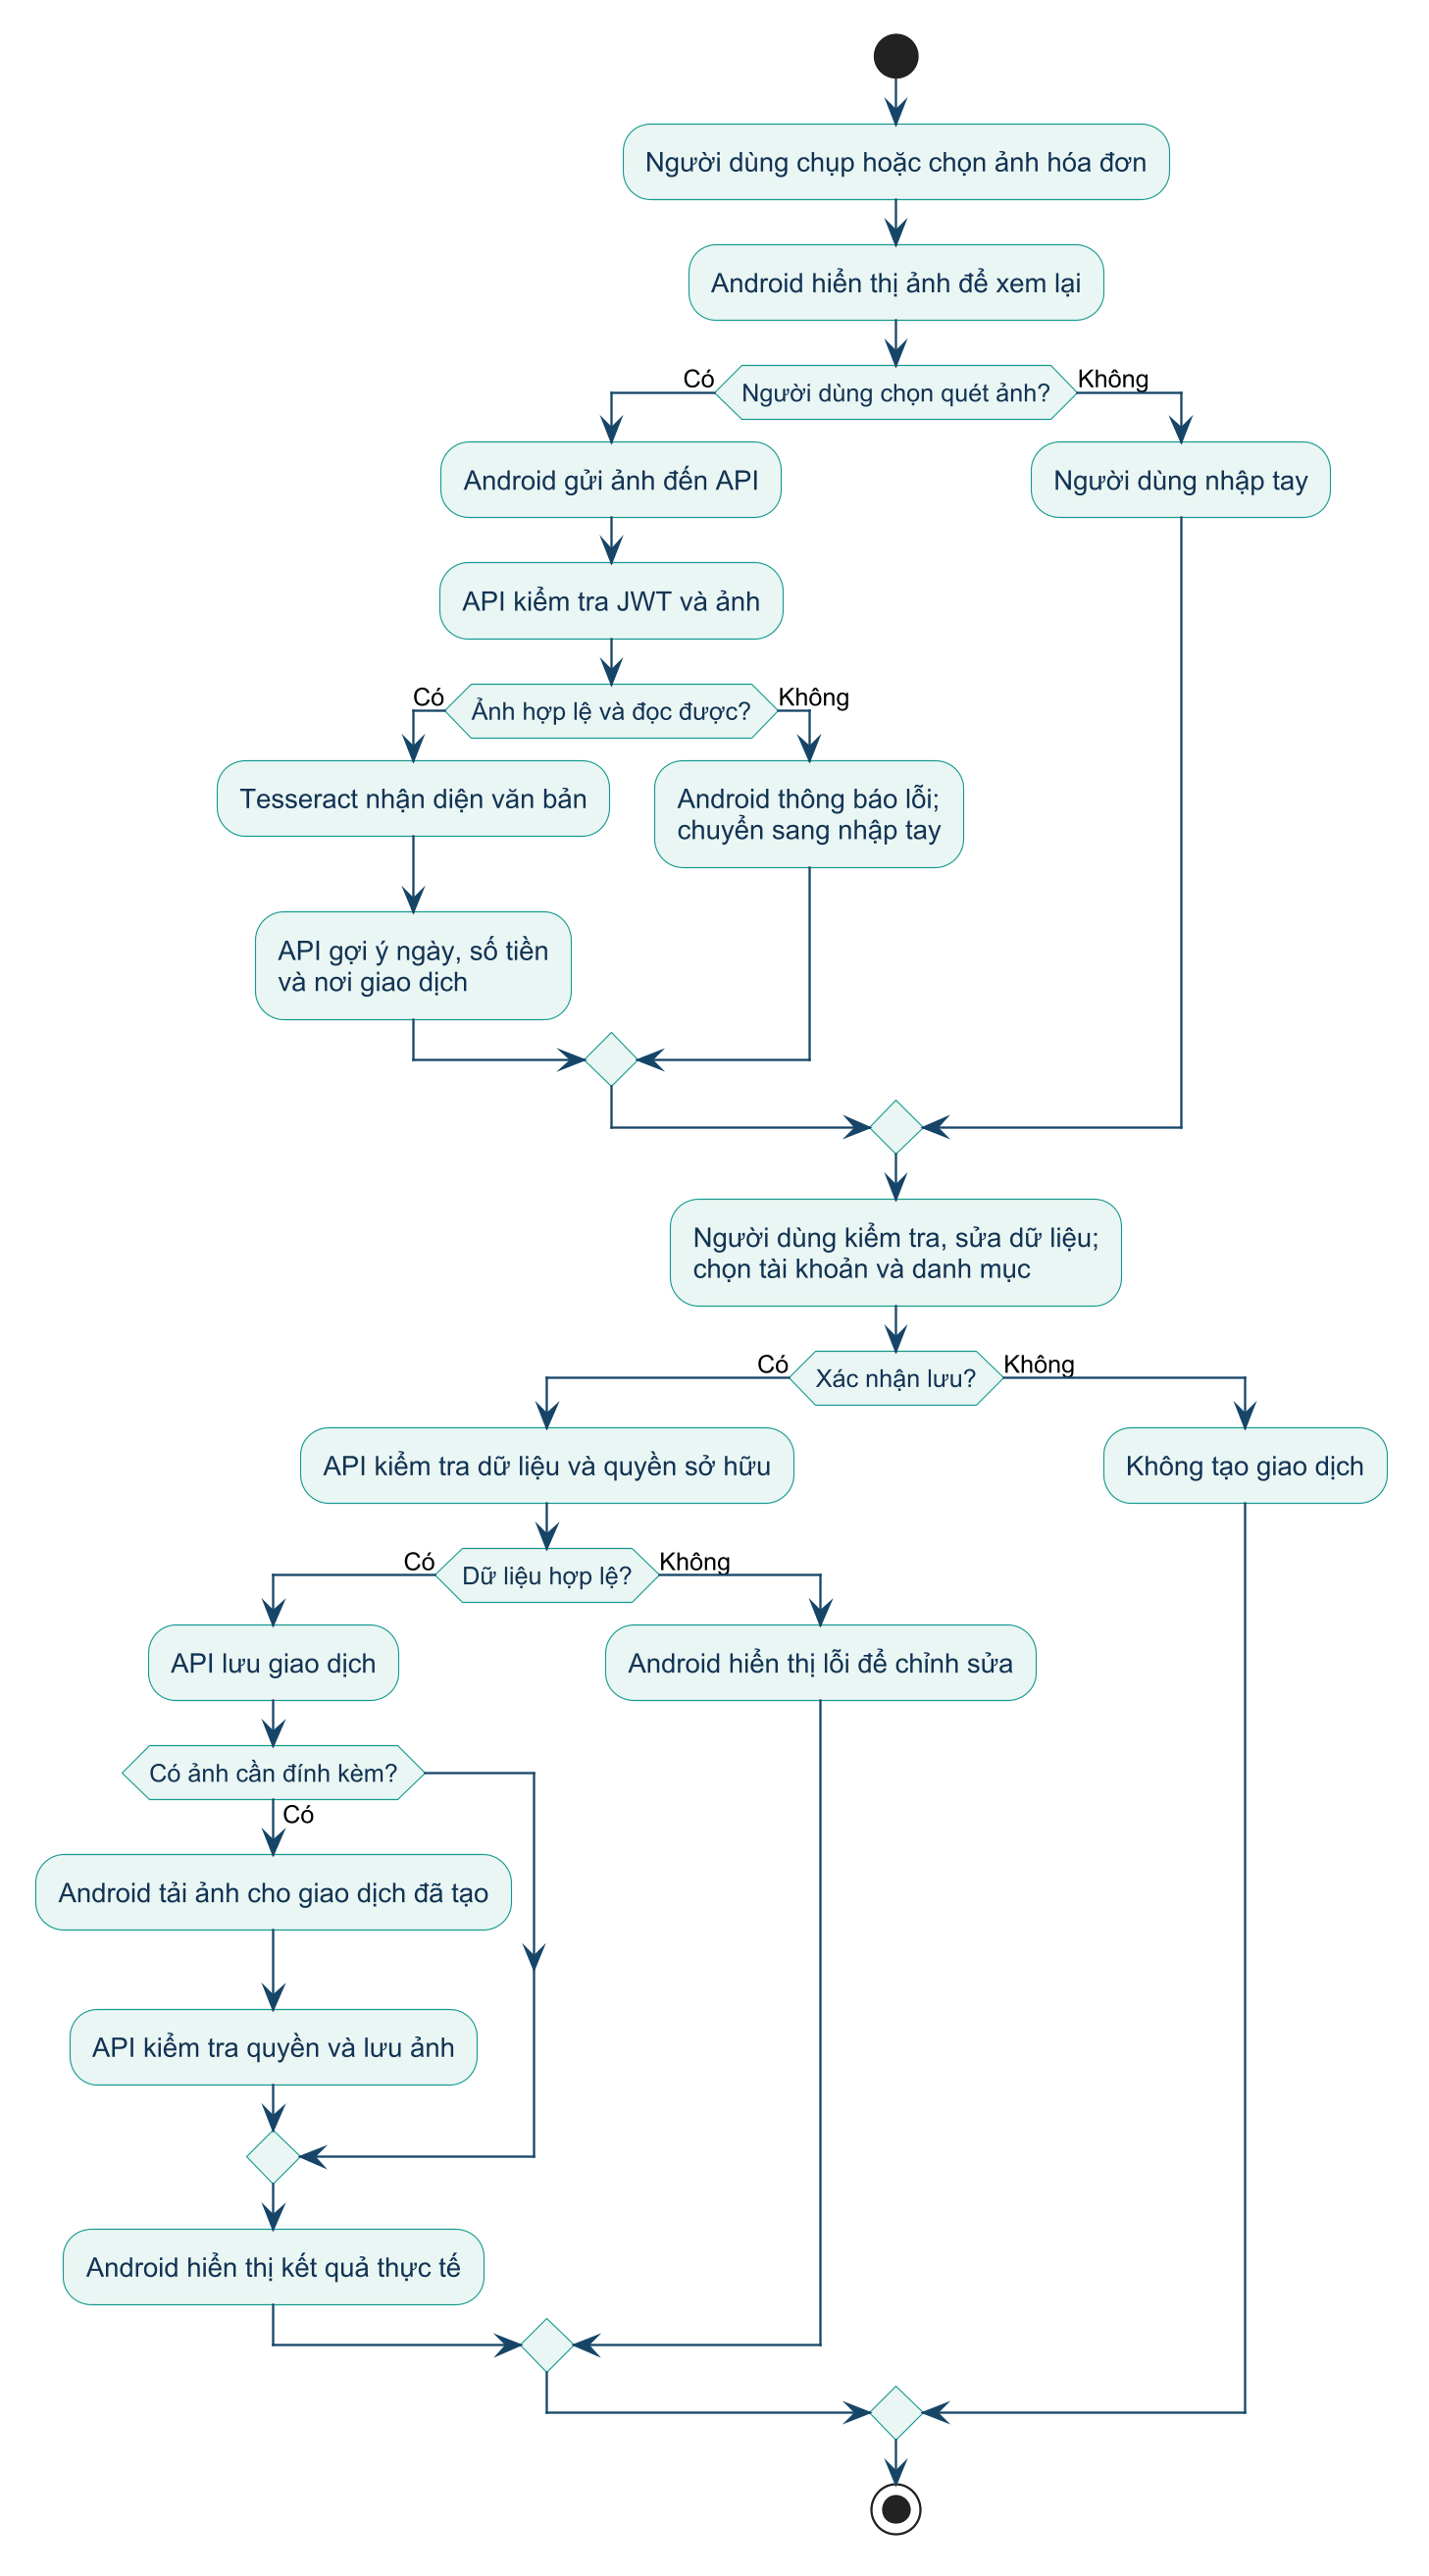 Người dùng chụp hoặc chọn ảnh hóa đơn
Android hiển thị ảnh để xem lại
Có
Người dùng chọn quét ảnh?
Không
Android gửi ảnh đến API
Người dùng nhập tay
API kiểm tra JWT và ảnh
Có
Ảnh hợp lệ và đọc được?
Không
Tesseract nhận diện văn bản
Android thông báo lỗi;
chuyển sang nhập tay
API gợi ý ngày, số tiền
và nơi giao dịch
Người dùng kiểm tra, sửa dữ liệu;
chọn tài khoản và danh mục
Có
Xác nhận lưu?
Không
API kiểm tra dữ liệu và quyền sở hữu
Không tạo giao dịch
Có
Dữ liệu hợp lệ?
Không
API lưu giao dịch
Android hiển thị lỗi để chỉnh sửa
Có ảnh cần đính kèm?
Có
Android tải ảnh cho giao dịch đã tạo
API kiểm tra quyền và lưu ảnh
Android hiển thị kết quả thực tế